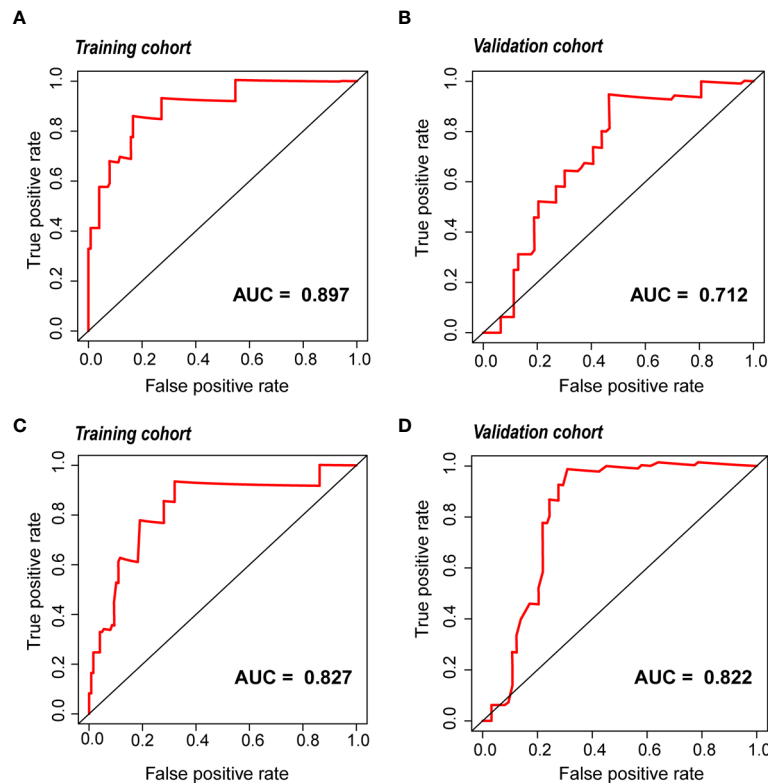 A
Training cohort
True positive rate
0.0 0.2 0.4 0.6 0.8 1.0
AUC = 0.897
0.0 0.2 0.4 0.6 0.8 1.0
False positive rate
B
Validation cohort
True positive rate
0.0 0.2 0.4 0.6 0.8 1.0
AUC = 0.712
0.0 0.2 0.4 0.6 0.8 1.0
False positive rate
C
Training cohort
True positive rate
0.0 0.2 0.4 0.6 0.8 1.0
AUC = 0.827
0.0 0.2 0.4 0.6 0.8 1.0
False positive rate
D
Validation cohort
True positive rate
0.0 0.2 0.4 0.6 0.8 1.0
AUC = 0.822
0.0 0.2 0.4 0.6 0.8 1.0
False positive rate